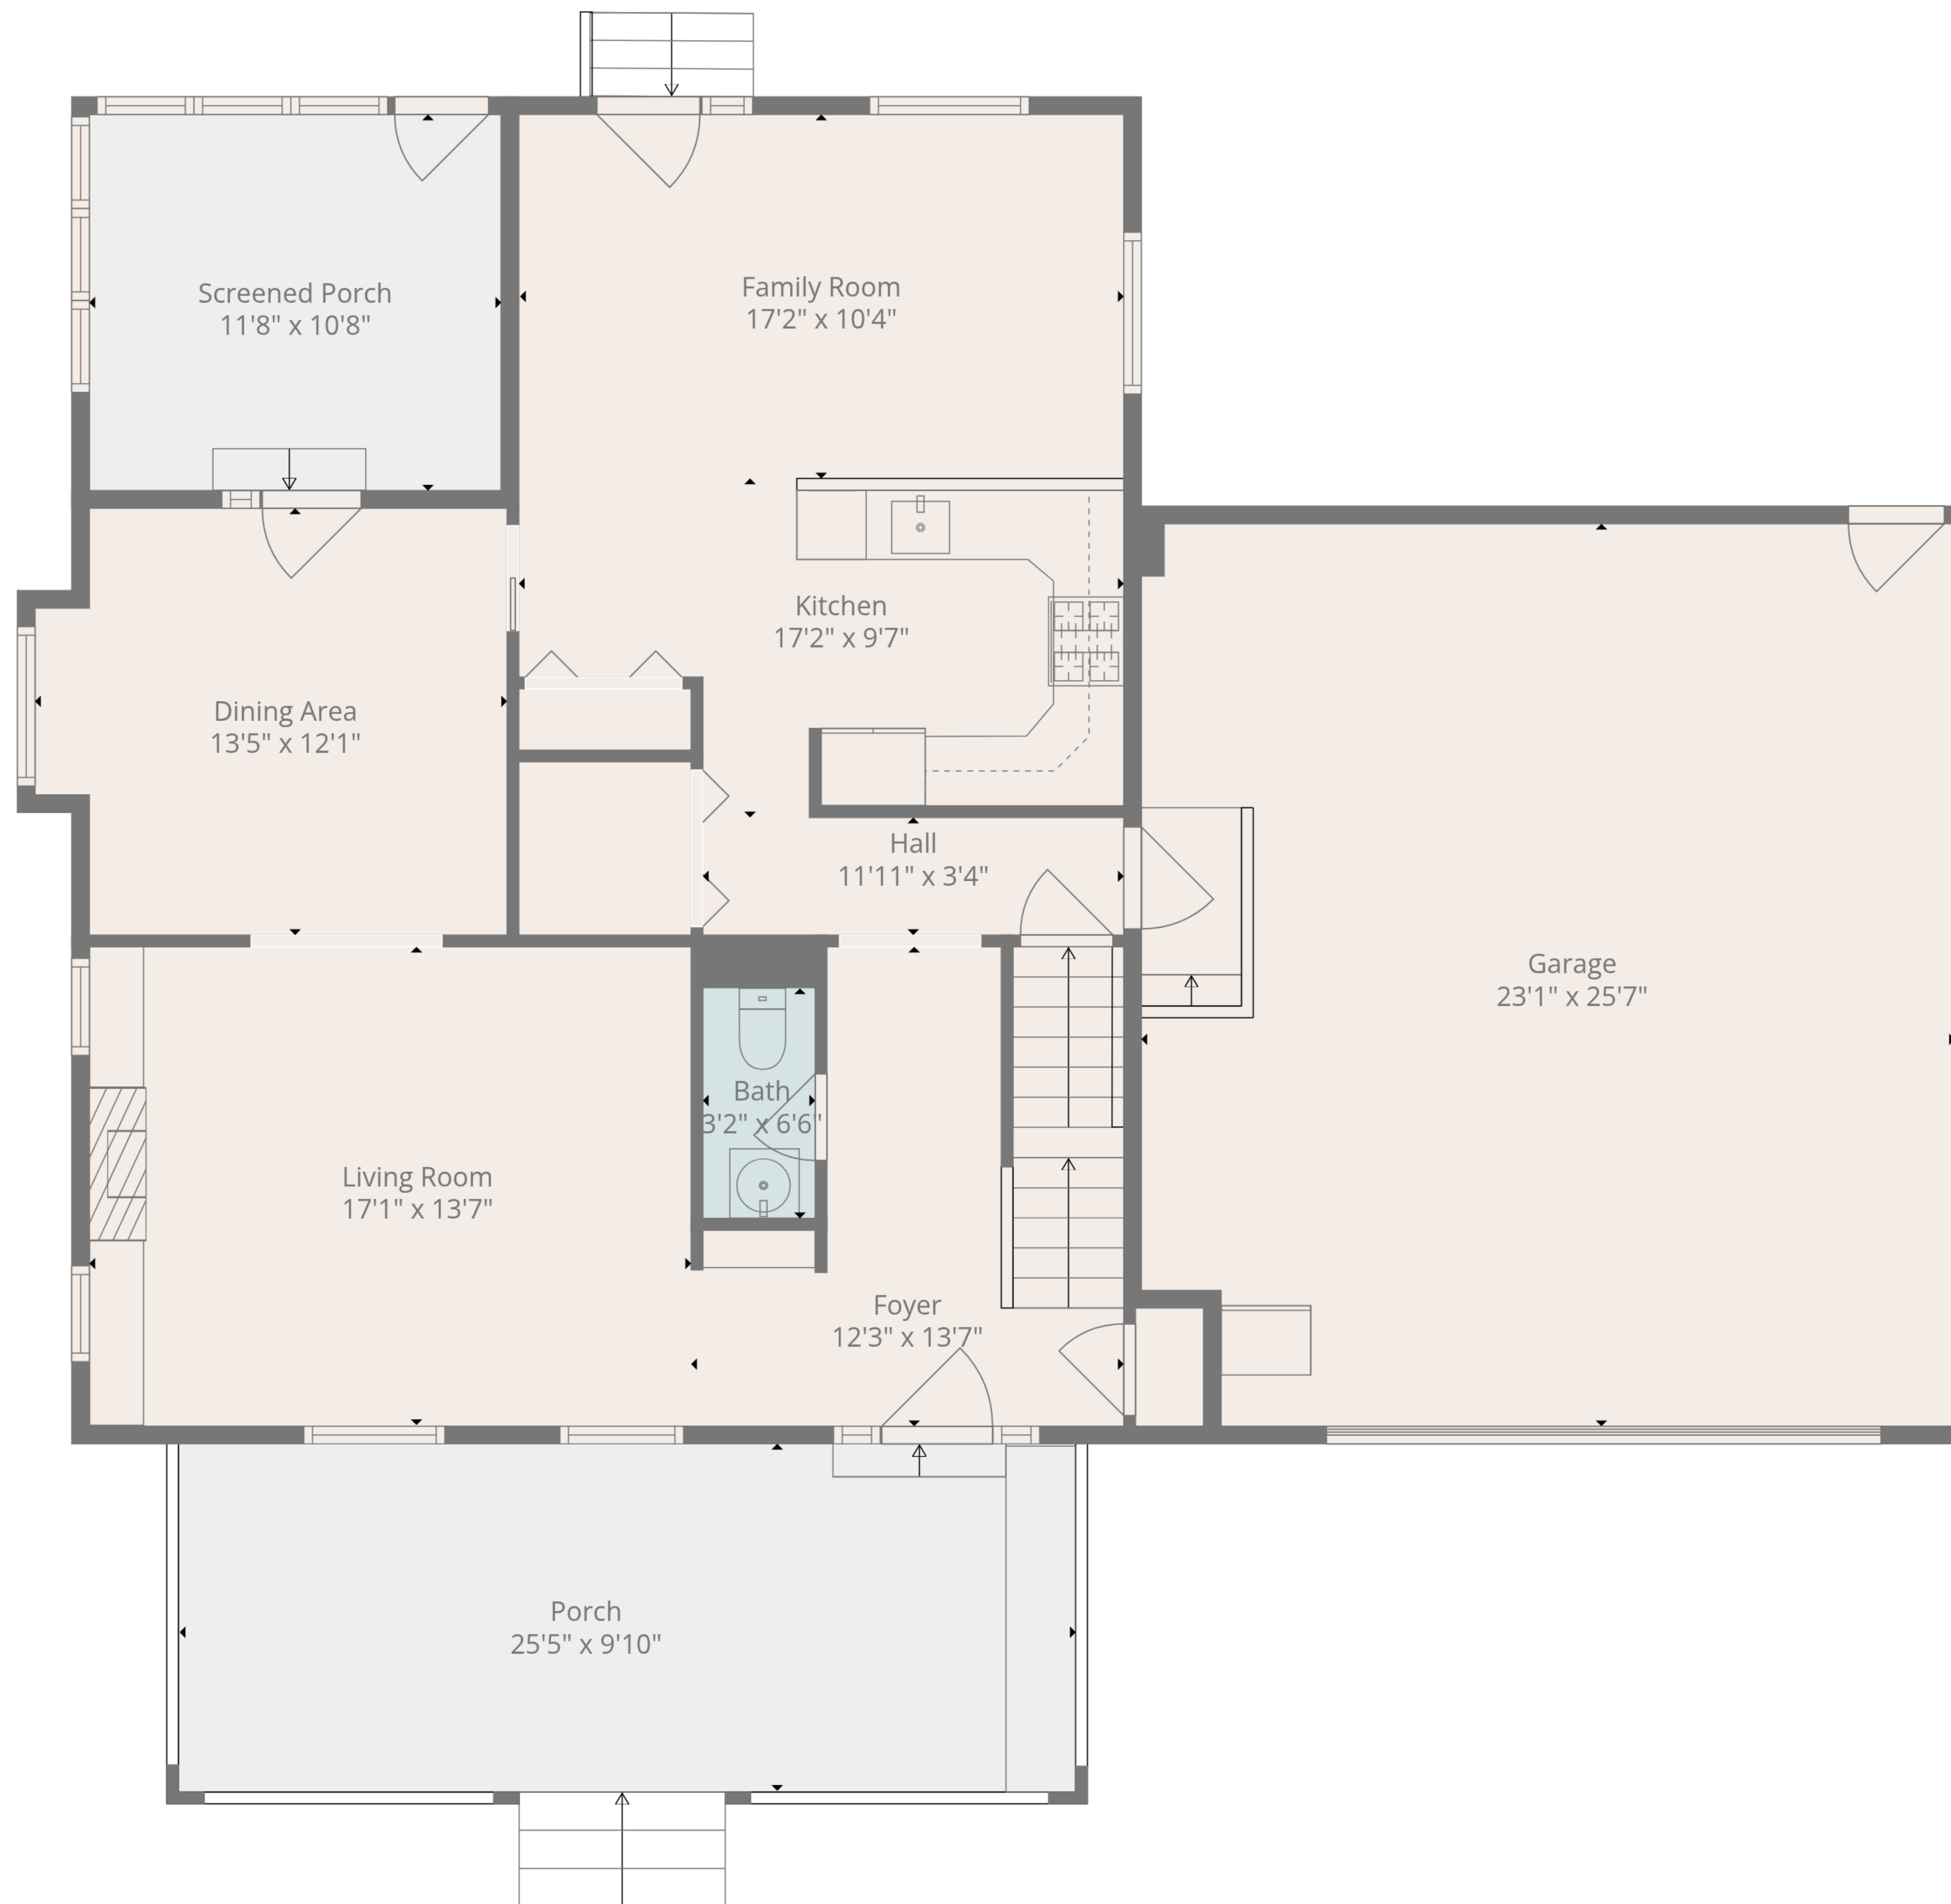 Screened Porch
11'8" x 10'8"
Family Room
17'2" x 10'4"
Kitchen
17'2" x 9'7"
Dining Area
13'5" x 12'1"
Hall
11'11" x 3'4"
Garage
23'1" x 25'7"
Bath
3'2" x 6'6"
Living Room
17'1" x 13'7"
Foyer
12'3" x 13'7"
Porch
25'5" x 9'10"